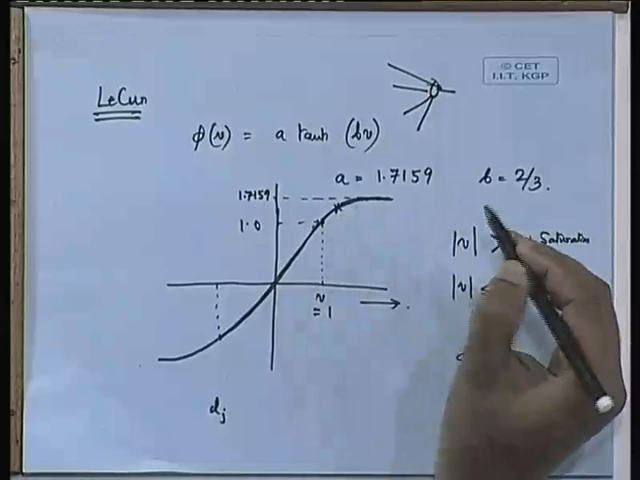 © CET
I.I.T. KGP
LeCun
φ(v) = a tanh (bv)
a = 1.7159
b = 2/3.
1.7159
1.0
|v|
Saturation
|v|
v
= 1
dj